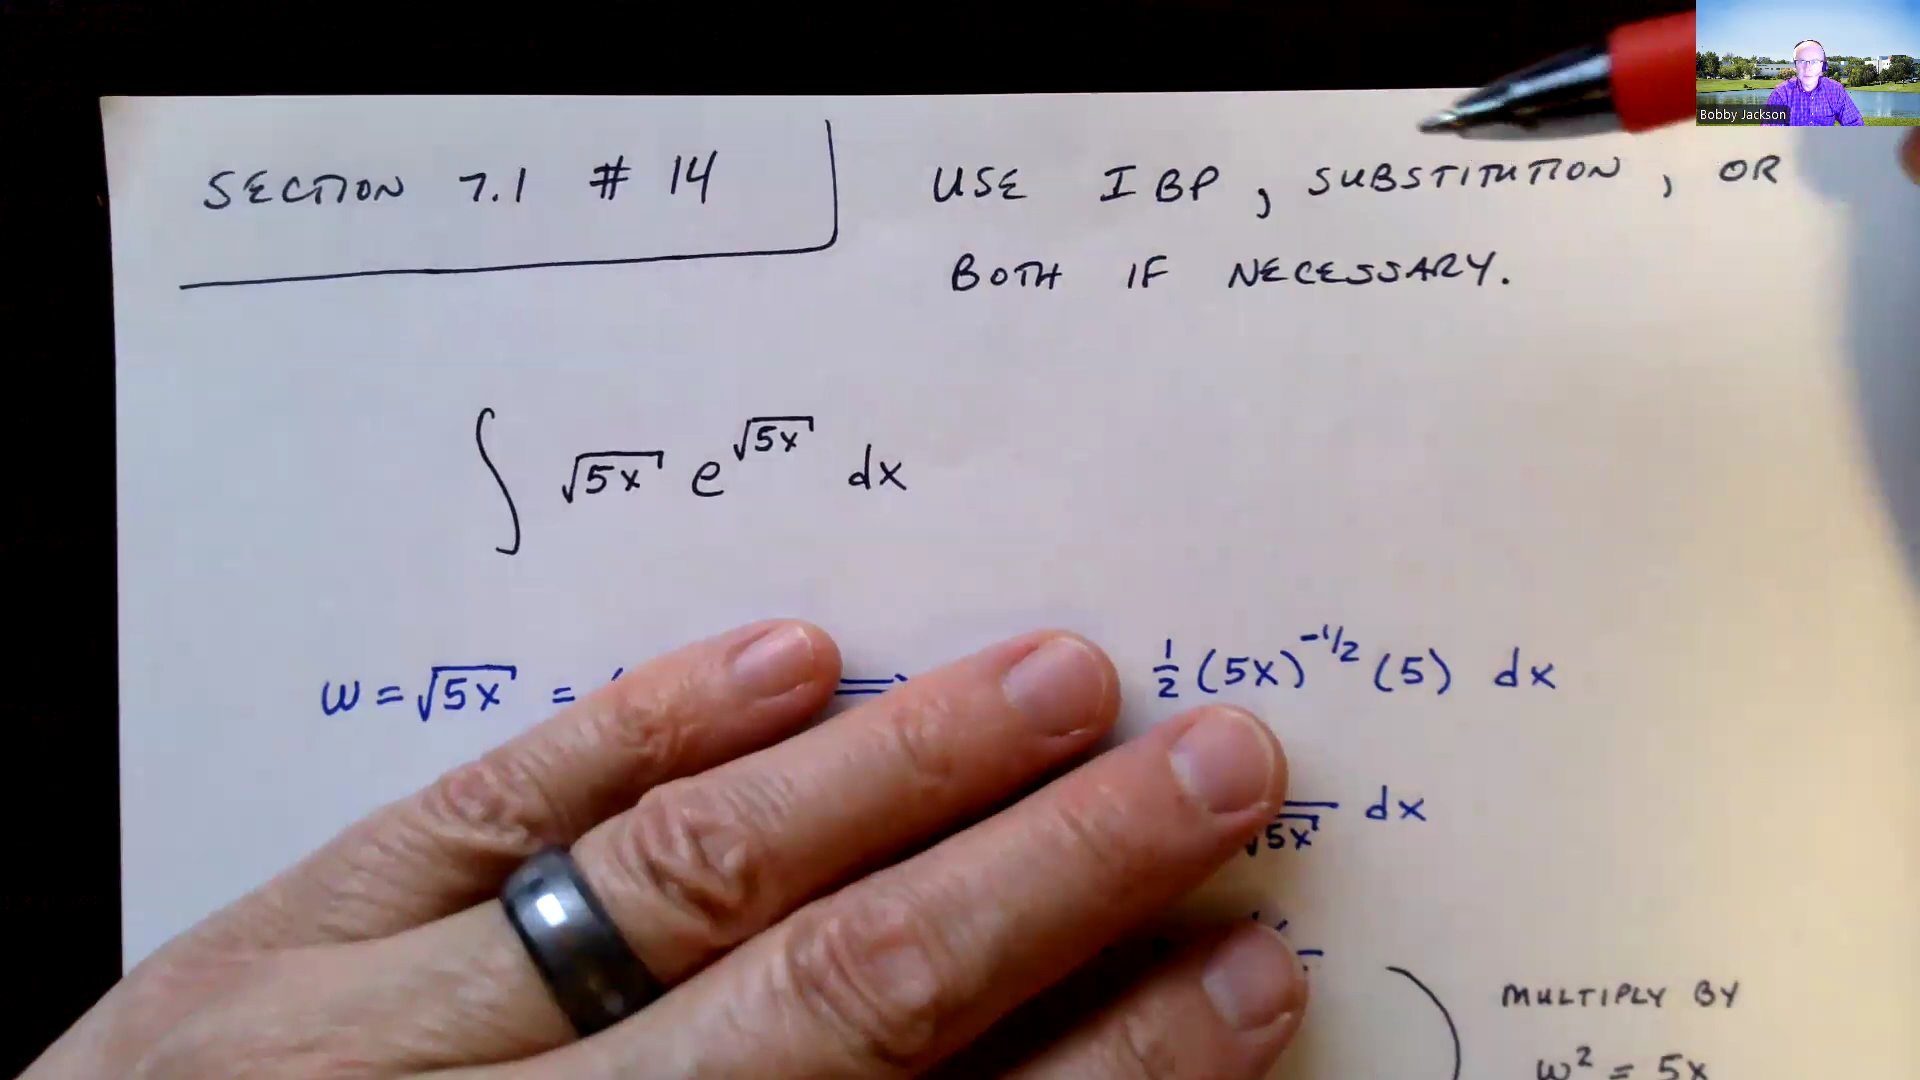 Bobby Jackson
SECTION 7.1 # 14
USE IBP, SUBSTITUTION, OR
BOTH IF NECESSARY.
∫ √5x e^√5x dx
w = √5x =
⟹
1/2 (5x)^-1/2 (5) dx
√5x dx
MULTIPLY BY
w² = 5x